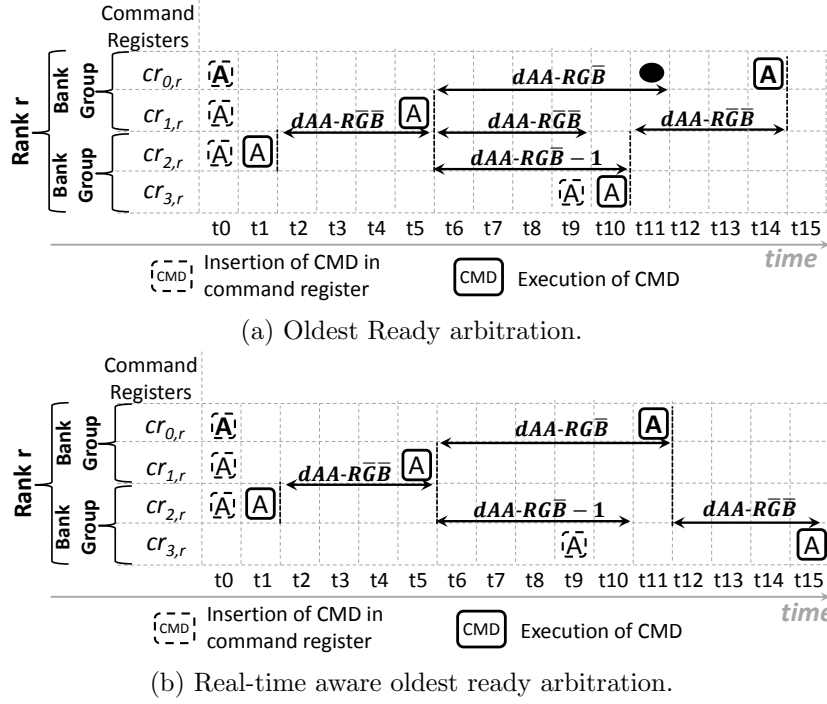 Command
Registers
Rank r
Bank Group
Bank Group
cr0,r A dAA-RGB̅ A
cr1,r A dAA-RG̅B̅ A dAA-RG̅B̅ dAA-RG̅B̅
cr2,r A A dAA-RGB̅ − 1
cr3,r A A
t0 t1 t2 t3 t4 t5 t6 t7 t8 t9 t10 t11 t12 t13 t14 t15
time
CMD Insertion of CMD in
command register
CMD Execution of CMD
(a) Oldest Ready arbitration.
Command
Registers
Rank r
Bank Group
Bank Group
cr0,r A dAA-RGB̅ A
cr1,r A dAA-RG̅B̅ A
cr2,r A A dAA-RGB̅ − 1 dAA-RG̅B̅
cr3,r A A
t0 t1 t2 t3 t4 t5 t6 t7 t8 t9 t10 t11 t12 t13 t14 t15
time
CMD Insertion of CMD in
command register
CMD Execution of CMD
(b) Real-time aware oldest ready arbitration.